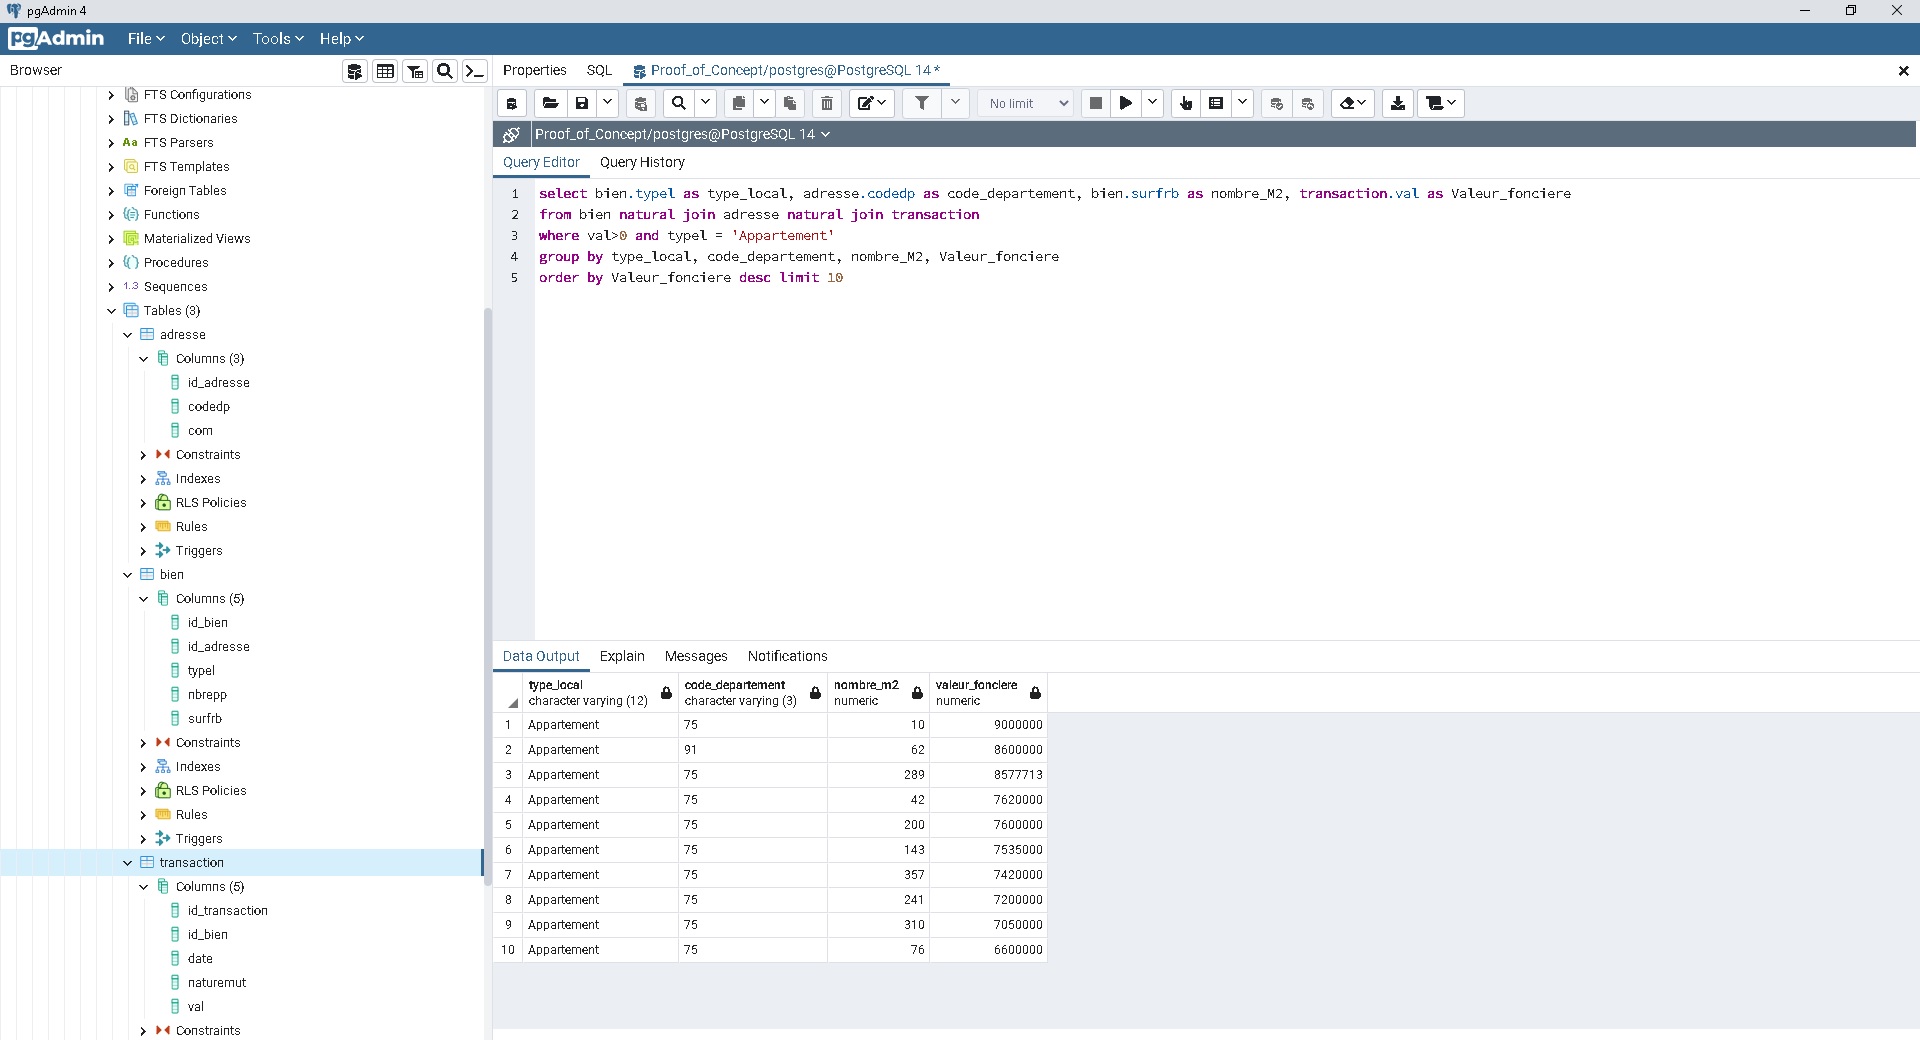 pgAdmin 4
pgAdmin File Object Tools Help
Browser
FTS Configurations
FTS Dictionaries
Aa FTS Parsers
FTS Templates
Foreign Tables
Functions
Materialized Views
Procedures
1.3 Sequences
Tables (3)
adresse
Columns (3)
id_adresse
codedp
com
Constraints
Indexes
RLS Policies
Rules
Triggers
bien
Columns (5)
id_bien
id_adresse
typel
nbrepp
surfrb
Constraints
Indexes
RLS Policies
Rules
Triggers
transaction
Columns (5)
id_transaction
id_bien
date
naturemut
val
Constraints
Properties SQL Proof_of_Concept/postgres@PostgreSQL 14 *
No limit
Proof_of_Concept/postgres@PostgreSQL 14
Query Editor Query History
1 select bien.typel as type_local, adresse.codedp as code_departement, bien.surfrb as nombre_M2, transaction.val as Valeur_fonciere
2 from bien natural join adresse natural join transaction
3 where val>0 and typel = 'Appartement'
4 group by type_local, code_departement, nombre_M2, Valeur_fonciere
5 order by Valeur_fonciere desc limit 10
Data Output Explain Messages Notifications
type_local code_departement nombre_m2 valeur_fonciere
character varying (12) character varying (3) numeric numeric
1 Appartement 75 10 9000000
2 Appartement 91 62 8600000
3 Appartement 75 289 8577713
4 Appartement 75 42 7620000
5 Appartement 75 200 7600000
6 Appartement 75 143 7535000
7 Appartement 75 357 7420000
8 Appartement 75 241 7200000
9 Appartement 75 310 7050000
10 Appartement 75 76 6600000